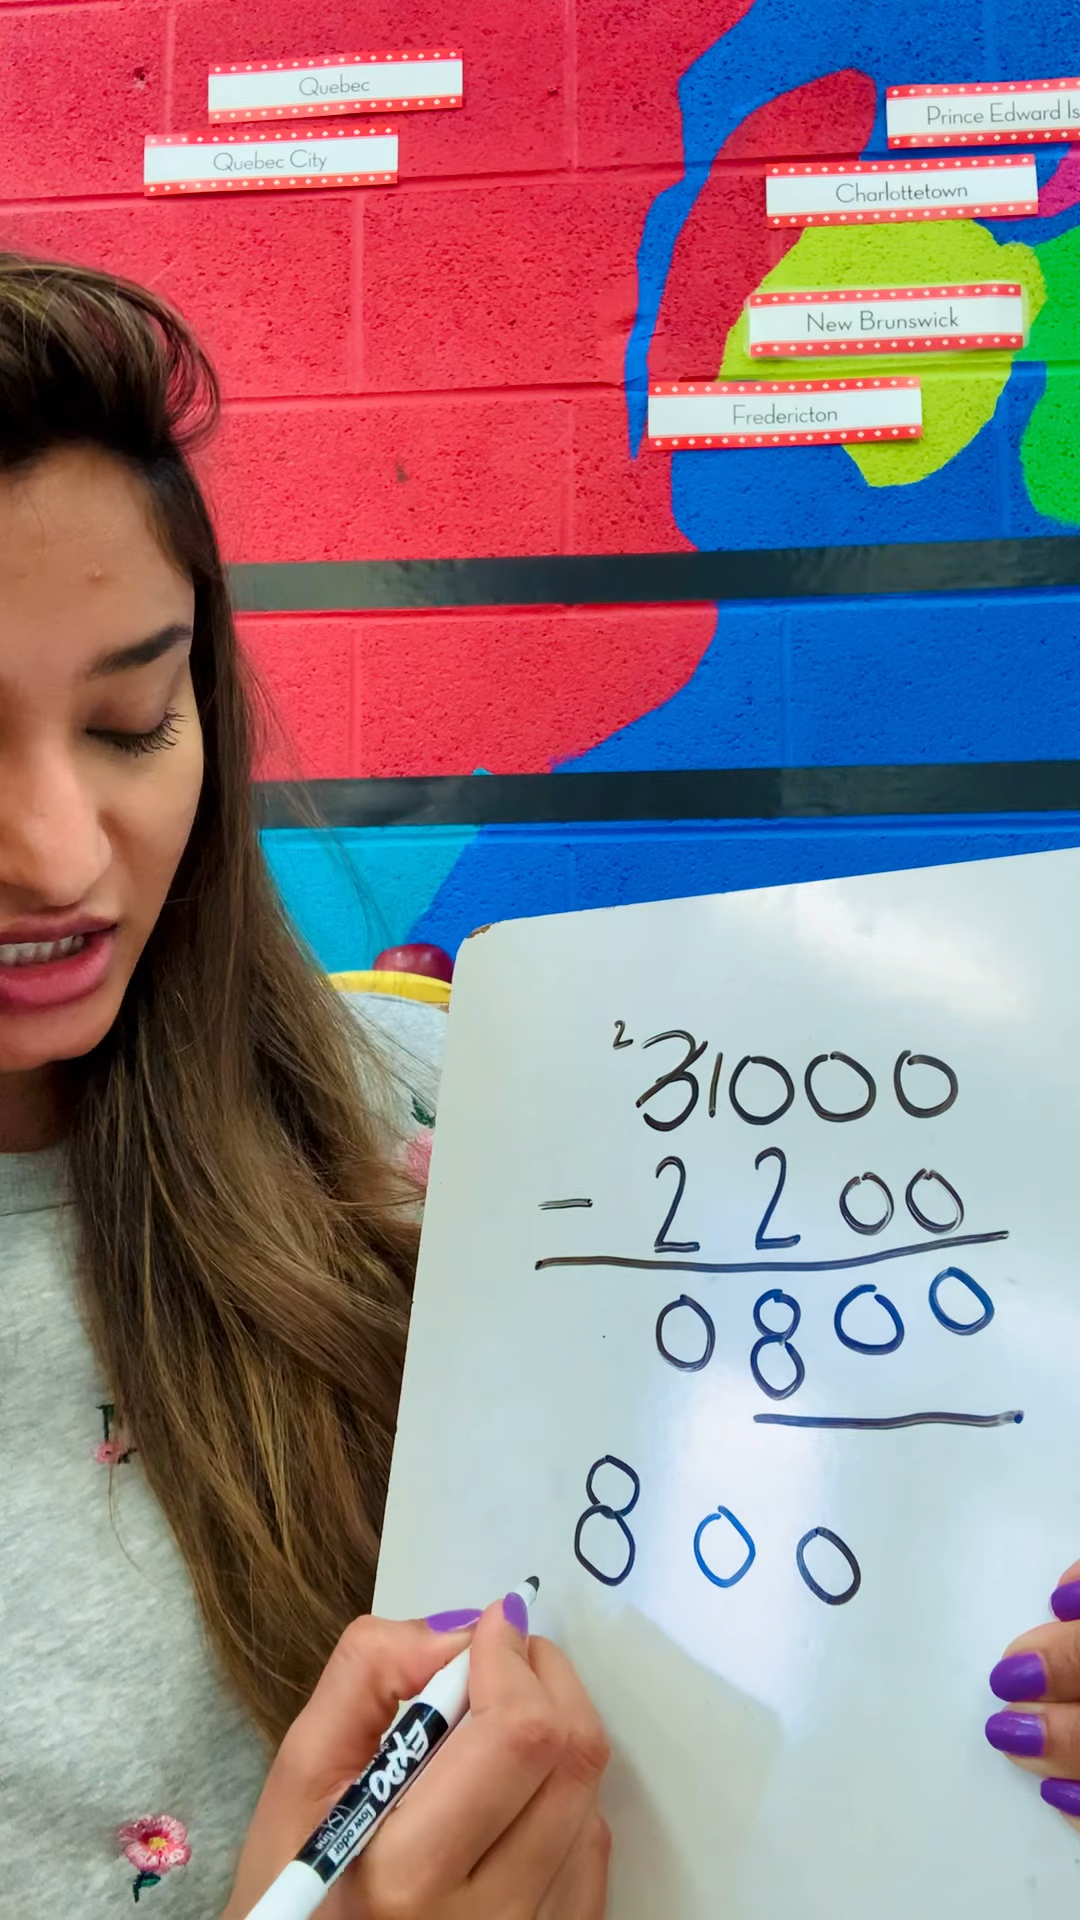 Quebec
Quebec City
Prince Edward Is
Charlottetown
New Brunswick
Fredericton
2
31000
- 2200
0800
800
EXPO
low odor